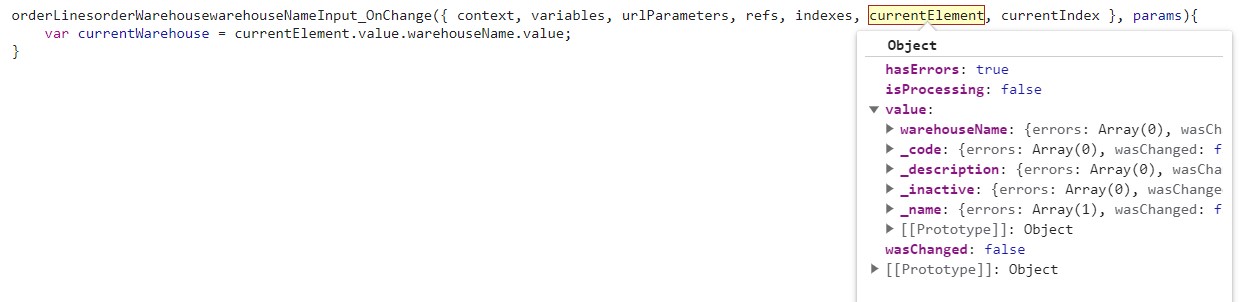 orderLinesorderWarehousewarehouseNameInput_OnChange({ context, variables, urlParameters, refs, indexes, currentElement, currentIndex }, params){
var currentWarehouse = currentElement.value.warehouseName.value;
}
Object
hasErrors: true
isProcessing: false
value:
warehouseName: {errors: Array(0), wasCh
_code: {errors: Array(0), wasChanged: f
_description: {errors: Array(0), wasCha
_inactive: {errors: Array(0), wasChange
_name: {errors: Array(1), wasChanged: f
[[Prototype]]: Object
wasChanged: false
[[Prototype]]: Object